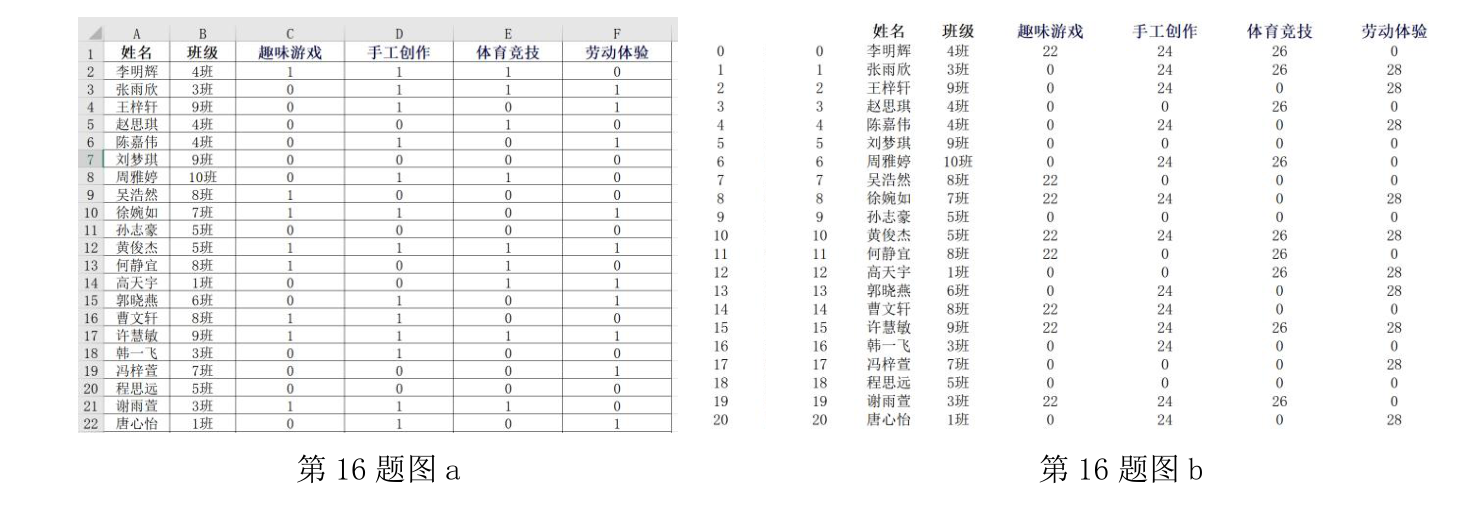 A B C D E F
1 姓名 班级 趣味游戏 手工创作 体育竞技 劳动体验
2 李明辉 4班 1 1 1 0
3 张雨欣 3班 0 1 1 1
4 王梓轩 9班 0 1 0 1
5 赵思琪 4班 0 0 1 0
6 陈嘉伟 4班 0 1 0 1
7 刘梦琪 9班 0 0 0 0
8 周雅婷 10班 0 1 1 0
9 吴浩然 8班 1 0 0 0
10 徐婉如 7班 1 1 0 1
11 孙志豪 5班 0 0 0 0
12 黄俊杰 5班 1 1 1 1
13 何静宜 8班 1 0 1 0
14 高天宇 1班 0 0 1 1
15 郭晓燕 6班 0 1 0 1
16 曹文轩 8班 1 1 0 0
17 许慧敏 9班 1 1 1 1
18 韩一飞 3班 0 1 0 0
19 冯梓萱 7班 0 0 0 1
20 程思远 5班 0 0 0 0
21 谢雨萱 3班 1 1 1 0
22 唐心怡 1班 0 1 0 1
第16题图a
姓名 班级 趣味游戏 手工创作 体育竞技 劳动体验
0 0 李明辉 4班 22 24 26 0
1 1 张雨欣 3班 0 24 26 28
2 2 王梓轩 9班 0 24 0 28
3 3 赵思琪 4班 0 0 26 0
4 4 陈嘉伟 4班 0 24 0 28
5 5 刘梦琪 9班 0 0 0 0
6 6 周雅婷 10班 0 24 26 0
7 7 吴浩然 8班 22 0 0 0
8 8 徐婉如 7班 22 24 0 28
9 9 孙志豪 5班 0 0 0 0
10 10 黄俊杰 5班 22 24 26 28
11 11 何静宜 8班 22 0 26 0
12 12 高天宇 1班 0 0 26 28
13 13 郭晓燕 6班 0 24 0 28
14 14 曹文轩 8班 22 24 0 0
15 15 许慧敏 9班 22 24 26 28
16 16 韩一飞 3班 0 24 0 0
17 17 冯梓萱 7班 0 0 0 28
18 18 程思远 5班 0 0 0 0
19 19 谢雨萱 3班 22 24 26 0
20 20 唐心怡 1班 0 24 0 28
第16题图b